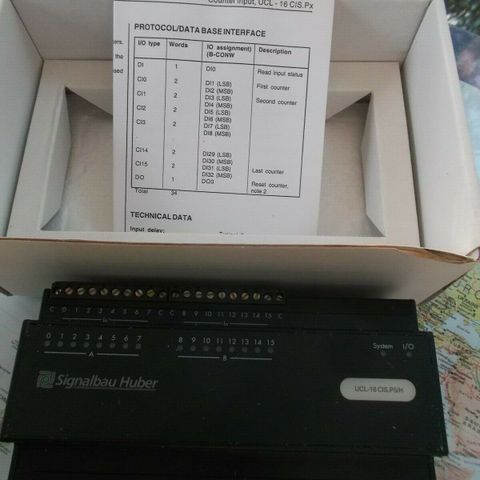 Counter input, UCL - 16 CIS.Px
PROTOCOL/DATA BASE INTERFACE
I/O type Words IO assignment) Description
(B-CONW
DI 1 DI0 Read input status
CI0 2 DI1 (LSB) First counter
DI2 (MSB)
CI1 2 DI3 (LSB) Second counter
DI4 (MSB)
CI2 2 DI5 (LSB)
DI6 (MSB)
CI3 2 DI7 (LSB)
DI8 (MSB)
CI14 2 DI29 (LSB)
DI30 (MSB)
CI15 2 DI31 (LSB) Last counter
DI32 (MSB)
DO 1 DO0 Reset counter,
note 2
Total 34
TECHNICAL DATA
Input delay:
ers.
the
sed
C 0 1 2 3 4 5 6 7 C C 8 9 10 11 12 13 14 15 C
In In
0 1 2 3 4 5 6 7 8 9 10 11 12 13 14 15
A B
System I/O
Signalbau Huber
UCL-16 CIS.P5/H